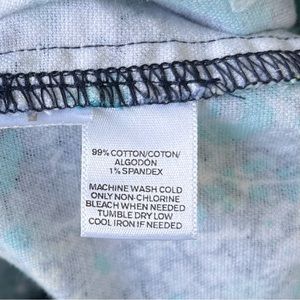 99% COTTON/COTON/
ALGODON
1% SPANDEX
MACHINE WASH COLD
ONLY NON-CHLORINE
BLEACH WHEN NEEDED
TUMBLE DRY LOW
COOL IRON IF NEEDED